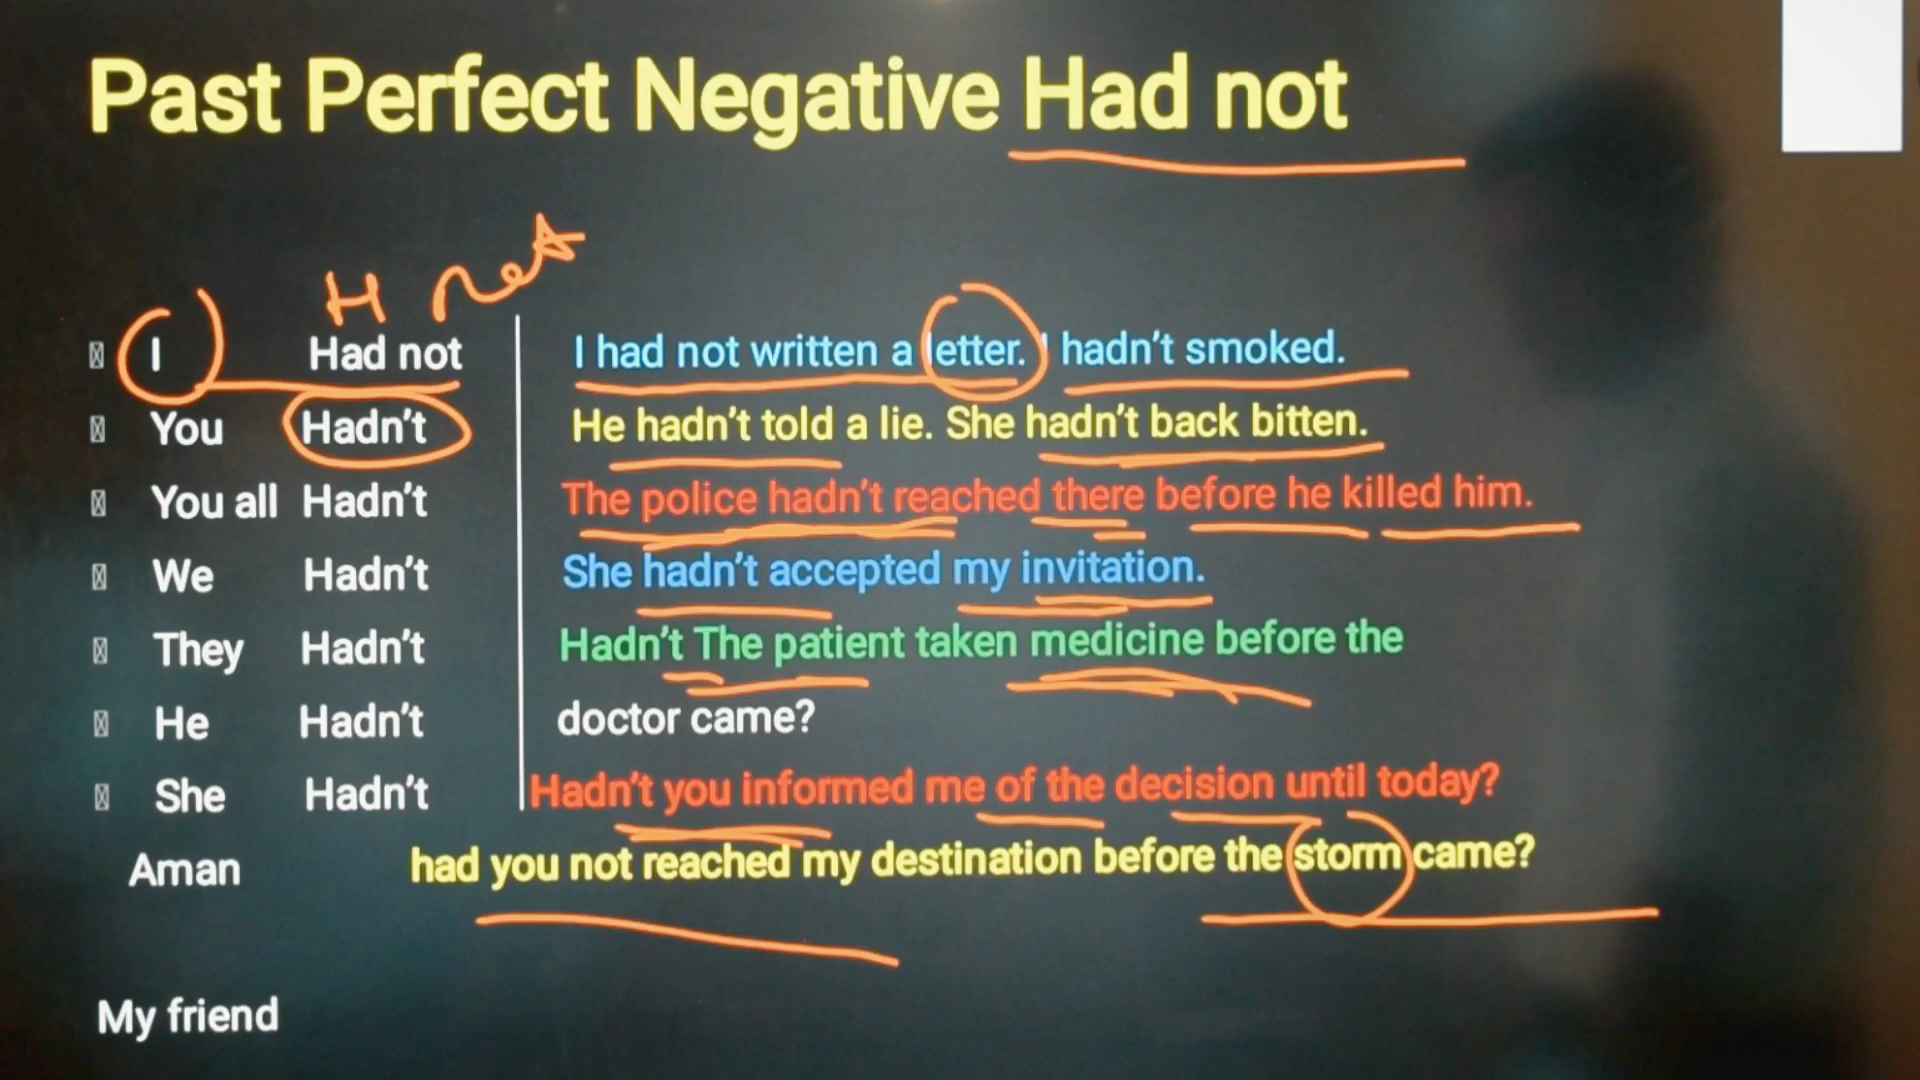 Past Perfect Negative Had not
H not
I Had not I had not written a letter. I hadn't smoked.
You Hadn't He hadn't told a lie. She hadn't back bitten.
You all Hadn't The police hadn't reached there before he killed him.
We Hadn't She hadn't accepted my invitation.
They Hadn't Hadn't The patient taken medicine before the
He Hadn't doctor came?
She Hadn't Hadn't you informed me of the decision until today?
Aman had you not reached my destination before the storm came?
My friend